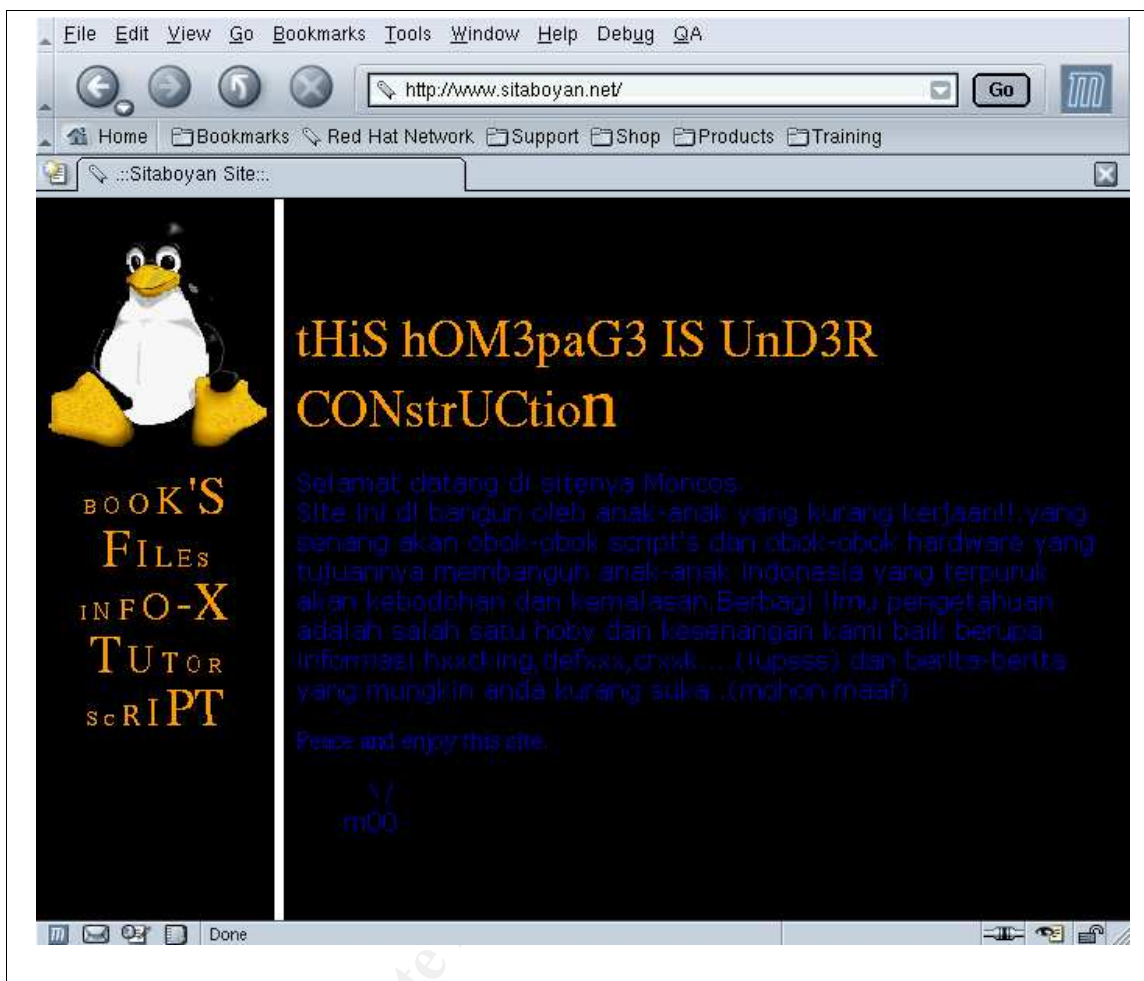 File Edit View Go Bookmarks Tools Window Help Debug QA
http://www.sitaboyan.net/ Go
Home Bookmarks Red Hat Network Support Shop Products Training
.::Sitaboyan Site::.
tHiS hOM3paG3 IS UnD3R
CONstrUCtion
BOOK'S
FILES
INFO-X
TUTOR
scRIPT
Selamat datang di sitenya Moncos.
Site ini di bangun oleh anak-anak yang kurang kerjaan!!.yang
senang akan obok-obok script's dan obok-obok hardware yang
tujuannya membangun anak-anak indonesia yang terpuruk
akan kebodohan dan kemalasan.Berbagi ilmu pengetahuan
adalah salah satu hoby dan kesenangan kami baik berupa
informasi hxxcking,defxxx,crxxk... (lupsss) dan berita-berita
yang mungkin anda kurang suka .(mohon maaf)
Peace and enjoy this site.
\/
m00
Done